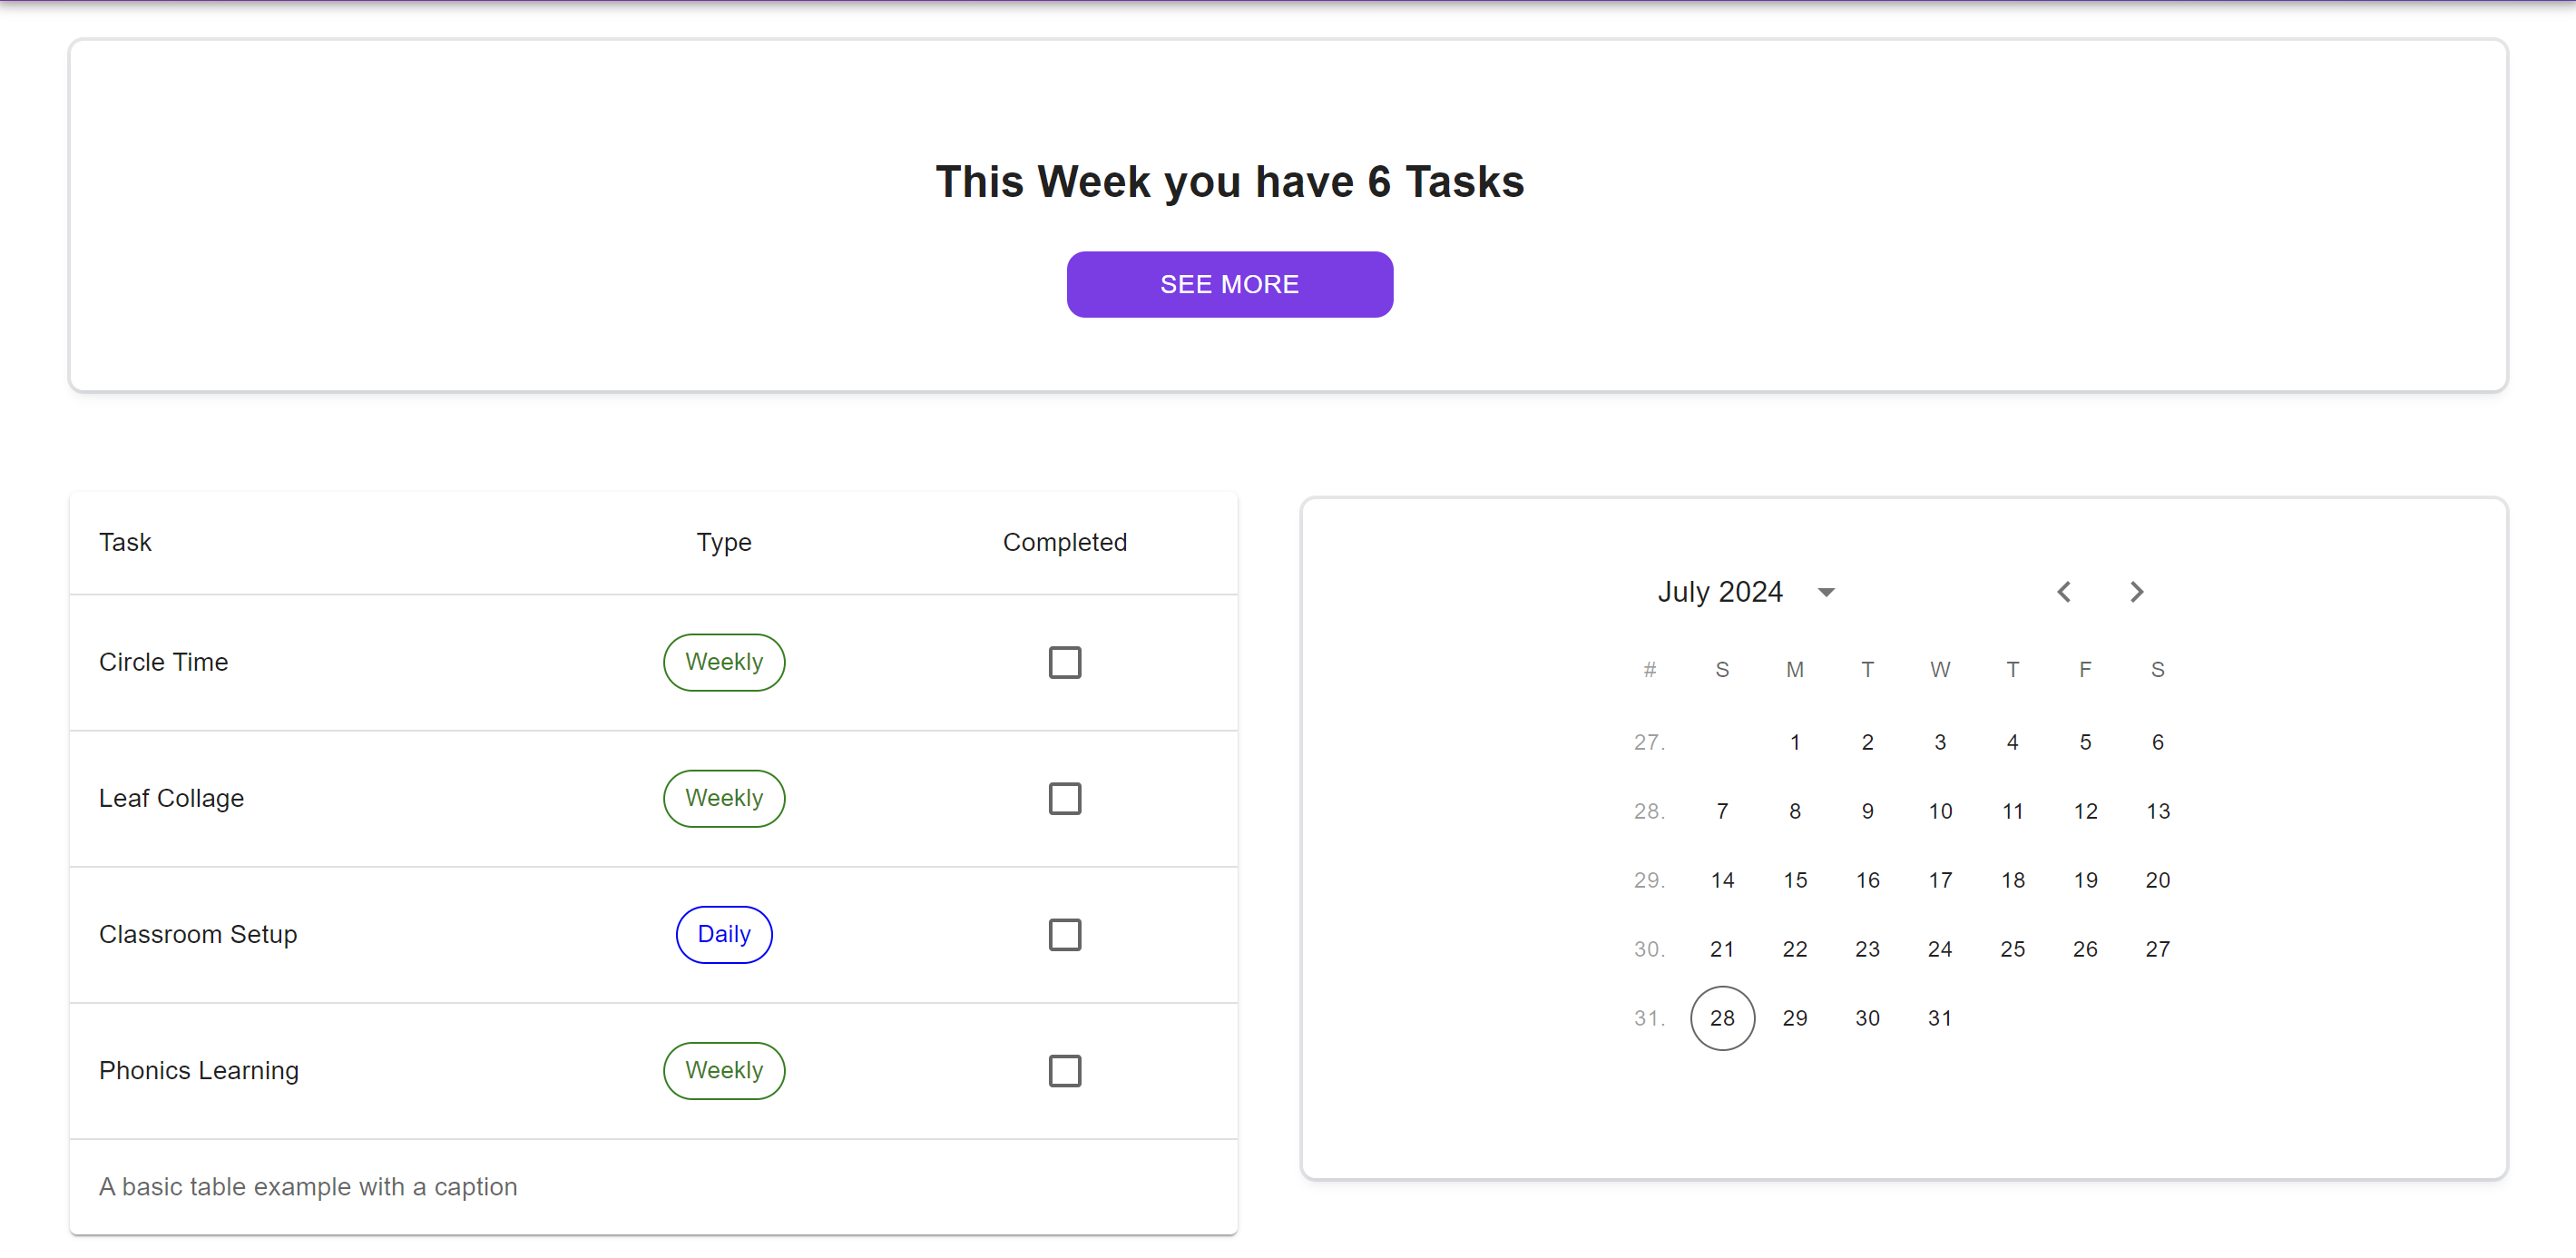 This Week you have 6 Tasks
SEE MORE
Task Type Completed
Circle Time Weekly
Leaf Collage Weekly
Classroom Setup Daily
Phonics Learning Weekly
A basic table example with a caption
July 2024
# S M T W T F S
27. 1 2 3 4 5 6
28. 7 8 9 10 11 12 13
29. 14 15 16 17 18 19 20
30. 21 22 23 24 25 26 27
31. 28 29 30 31